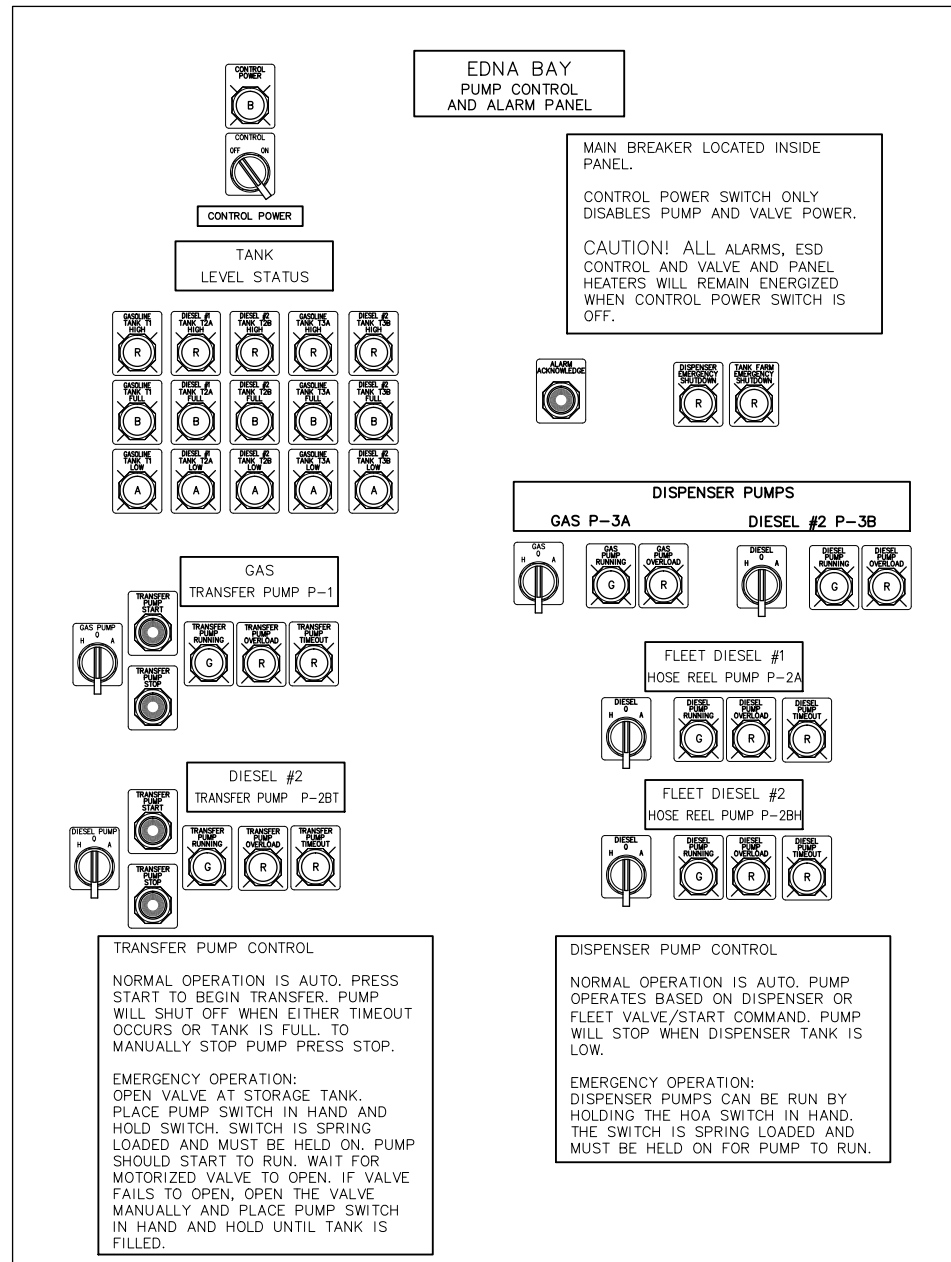 CONTROL
POWER
B
CONTROL
OFF ON
CONTROL POWER
EDNA BAY
PUMP CONTROL
AND ALARM PANEL
MAIN BREAKER LOCATED INSIDE
PANEL.
CONTROL POWER SWITCH ONLY
DISABLES PUMP AND VALVE POWER.
CAUTION! ALL ALARMS, ESD
CONTROL AND VALVE AND PANEL
HEATERS WILL REMAIN ENERGIZED
WHEN CONTROL POWER SWITCH IS
OFF.
TANK
LEVEL STATUS
GASOLINE
TANK T1
HIGH
R
DIESEL #1
TANK T2A
HIGH
R
DIESEL #2
TANK T2B
HIGH
R
GASOLINE
TANK T3A
HIGH
R
DIESEL #2
TANK T3B
HIGH
R
GASOLINE
TANK T1
FULL
B
DIESEL #1
TANK T2A
FULL
B
DIESEL #2
TANK T2B
FULL
B
GASOLINE
TANK T3A
FULL
B
DIESEL #2
TANK T3B
FULL
B
GASOLINE
TANK T1
LOW
A
DIESEL #1
TANK T2A
LOW
A
DIESEL #2
TANK T2B
LOW
A
GASOLINE
TANK T3A
LOW
A
DIESEL #2
TANK T3B
LOW
A
ALARM
ACKNOWLEDGE
DISPENSER
EMERGENCY
SHUTDOWN
R
TANK FARM
EMERGENCY
SHUTDOWN
R
DISPENSER PUMPS
GAS P-3A DIESEL #2 P-3B
GAS
0
H A
GAS
PUMP
RUNNING
G
GAS
PUMP
OVERLOAD
R
DIESEL
0
H A
DIESEL
PUMP
RUNNING
G
DIESEL
PUMP
OVERLOAD
R
GAS
TRANSFER PUMP P-1
GAS PUMP
0
H A
TRANSFER
PUMP
START
TRANSFER
PUMP
STOP
TRANSFER
PUMP
RUNNING
G
TRANSFER
PUMP
OVERLOAD
R
TRANSFER
PUMP
TIMEOUT
R
FLEET DIESEL #1
HOSE REEL PUMP P-2A
DIESEL
0
H A
DIESEL
PUMP
RUNNING
G
DIESEL
PUMP
OVERLOAD
R
DIESEL
PUMP
TIMEOUT
R
DIESEL #2
TRANSFER PUMP P-2BT
DIESEL PUMP
0
H A
TRANSFER
PUMP
START
TRANSFER
PUMP
STOP
TRANSFER
PUMP
RUNNING
G
TRANSFER
PUMP
OVERLOAD
R
TRANSFER
PUMP
TIMEOUT
R
FLEET DIESEL #2
HOSE REEL PUMP P-2BH
DIESEL
0
H A
DIESEL
PUMP
RUNNING
G
DIESEL
PUMP
OVERLOAD
R
DIESEL
PUMP
TIMEOUT
R
TRANSFER PUMP CONTROL
NORMAL OPERATION IS AUTO. PRESS
START TO BEGIN TRANSFER. PUMP
WILL SHUT OFF WHEN EITHER TIMEOUT
OCCURS OR TANK IS FULL. TO
MANUALLY STOP PUMP PRESS STOP.
EMERGENCY OPERATION:
OPEN VALVE AT STORAGE TANK.
PLACE PUMP SWITCH IN HAND AND
HOLD SWITCH. SWITCH IS SPRING
LOADED AND MUST BE HELD ON. PUMP
SHOULD START TO RUN. WAIT FOR
MOTORIZED VALVE TO OPEN. IF VALVE
FAILS TO OPEN, OPEN THE VALVE
MANUALLY AND PLACE PUMP SWITCH
IN HAND AND HOLD UNTIL TANK IS
FILLED.
DISPENSER PUMP CONTROL
NORMAL OPERATION IS AUTO. PUMP
OPERATES BASED ON DISPENSER OR
FLEET VALVE/START COMMAND. PUMP
WILL STOP WHEN DISPENSER TANK IS
LOW.
EMERGENCY OPERATION:
DISPENSER PUMPS CAN BE RUN BY
HOLDING THE HOA SWITCH IN HAND.
THE SWITCH IS SPRING LOADED AND
MUST BE HELD ON FOR PUMP TO RUN.